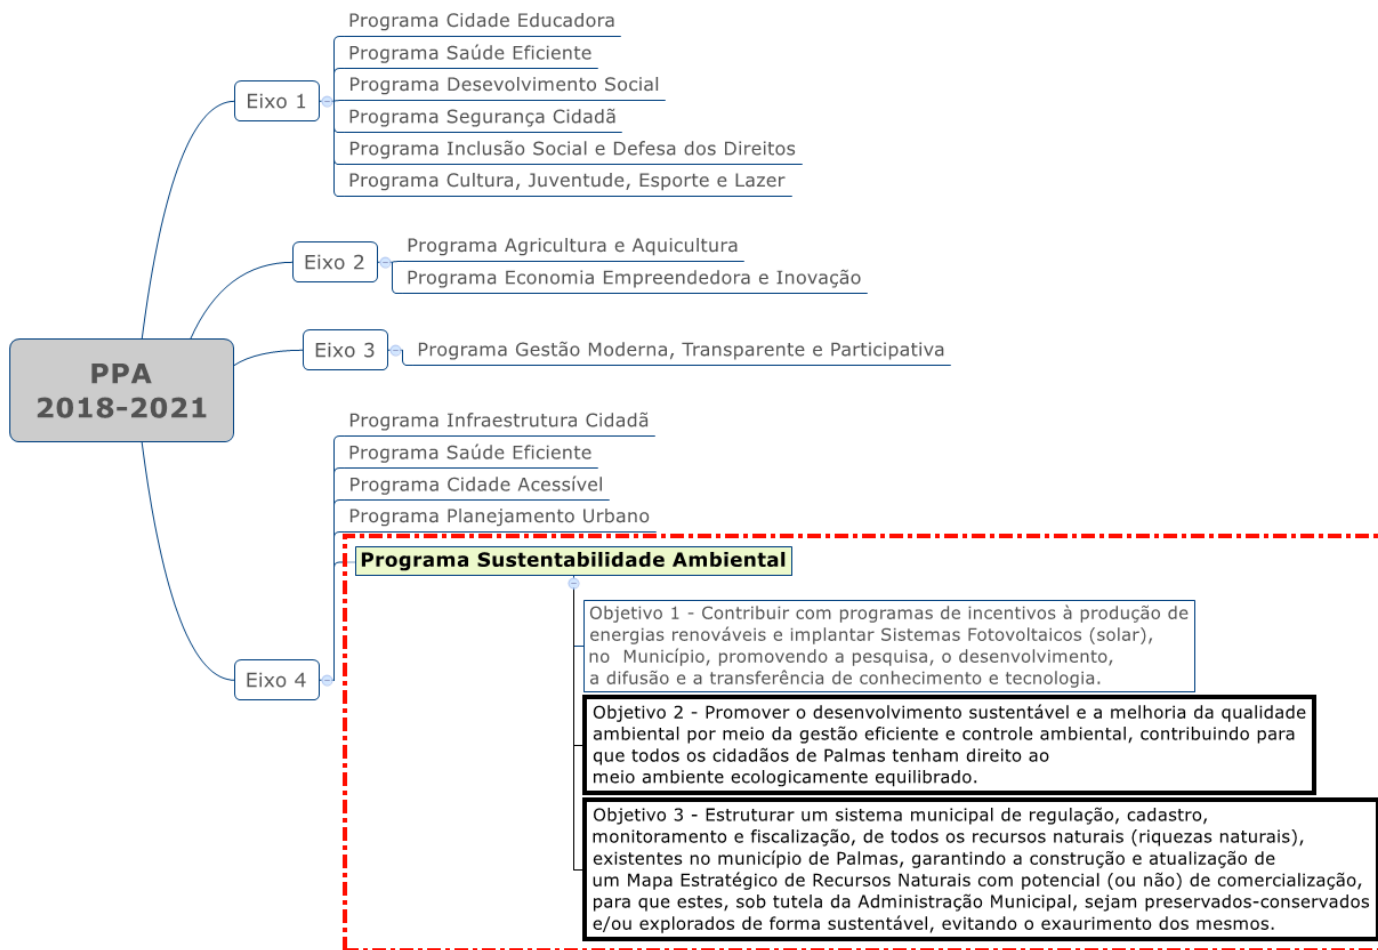 PPA
2018-2021
Eixo 1
Programa Cidade Educadora
Programa Saúde Eficiente
Programa Desevolvimento Social
Programa Segurança Cidadã
Programa Inclusão Social e Defesa dos Direitos
Programa Cultura, Juventude, Esporte e Lazer
Eixo 2
Programa Agricultura e Aquicultura
Programa Economia Empreendedora e Inovação
Eixo 3
Programa Gestão Moderna, Transparente e Participativa
Eixo 4
Programa Infraestrutura Cidadã
Programa Saúde Eficiente
Programa Cidade Acessível
Programa Planejamento Urbano
Programa Sustentabilidade Ambiental
Objetivo 1 - Contribuir com programas de incentivos à produção de
energias renováveis e implantar Sistemas Fotovoltaicos (solar),
no Município, promovendo a pesquisa, o desenvolvimento,
a difusão e a transferência de conhecimento e tecnologia.
Objetivo 2 - Promover o desenvolvimento sustentável e a melhoria da qualidade
ambiental por meio da gestão eficiente e controle ambiental, contribuindo para
que todos os cidadãos de Palmas tenham direito ao
meio ambiente ecologicamente equilibrado.
Objetivo 3 - Estruturar um sistema municipal de regulação, cadastro,
monitoramento e fiscalização, de todos os recursos naturais (riquezas naturais),
existentes no município de Palmas, garantindo a construção e atualização de
um Mapa Estratégico de Recursos Naturais com potencial (ou não) de comercialização,
para que estes, sob tutela da Administração Municipal, sejam preservados-conservados
e/ou explorados de forma sustentável, evitando o exaurimento dos mesmos.